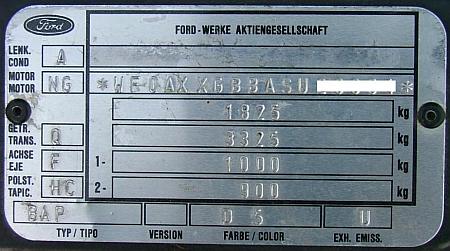 Ford FORD-WERKE AKTIENGESELLSCHAFT
LENK. COND A
MOTOR MOTOR NG *WF0AXXGBBASU *
1825 kg
GETR. TRANS. Q 3325 kg
ACHSE EJE F 1- 1000 kg
POLST. TAPIC. HC 2- 900 kg
BAP D5 U
TYP / TIPO VERSION FARBE / COLOR EXH. EMISS.